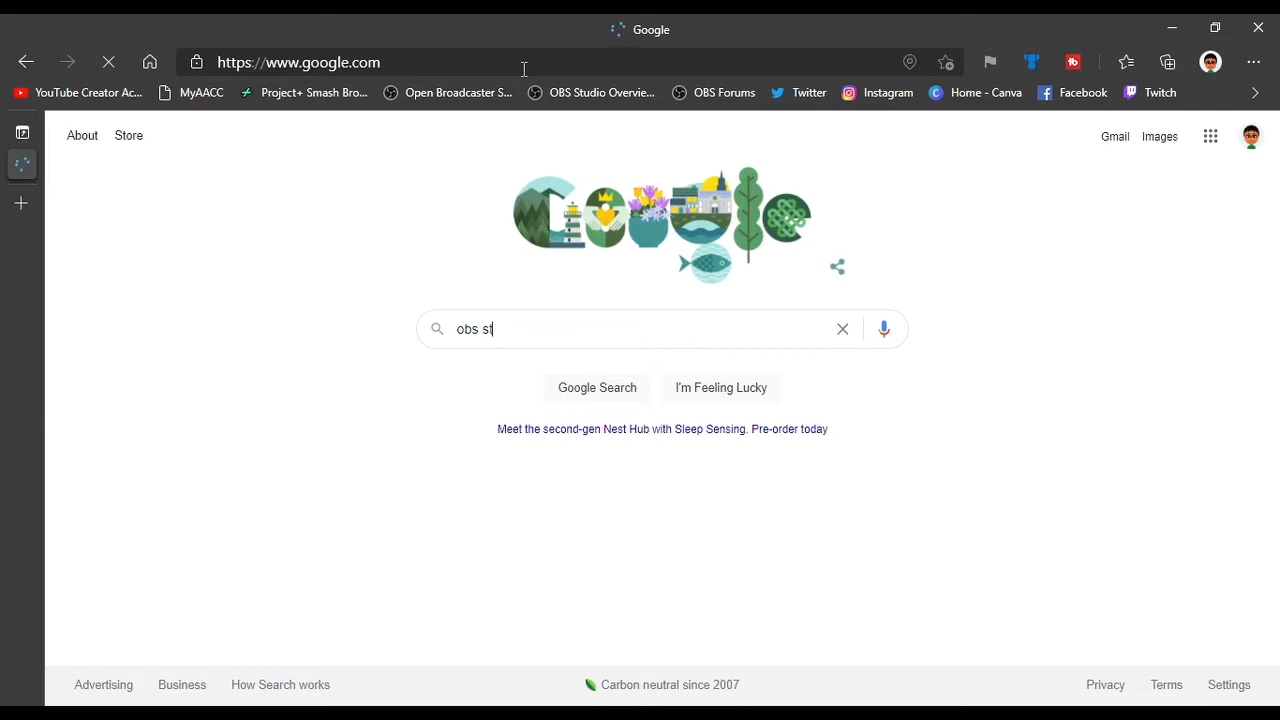 Google
https://www.google.com
YouTube Creator Ac...
MyAACC
Project+ Smash Bro...
Open Broadcaster S...
OBS Studio Overvie...
OBS Forums
Twitter
Instagram
Home - Canva
Facebook
Twitch
About
Store
Gmail
Images
obs st
Google Search
I'm Feeling Lucky
Meet the second-gen Nest Hub with Sleep Sensing. Pre-order today
Advertising
Business
How Search works
Carbon neutral since 2007
Privacy
Terms
Settings